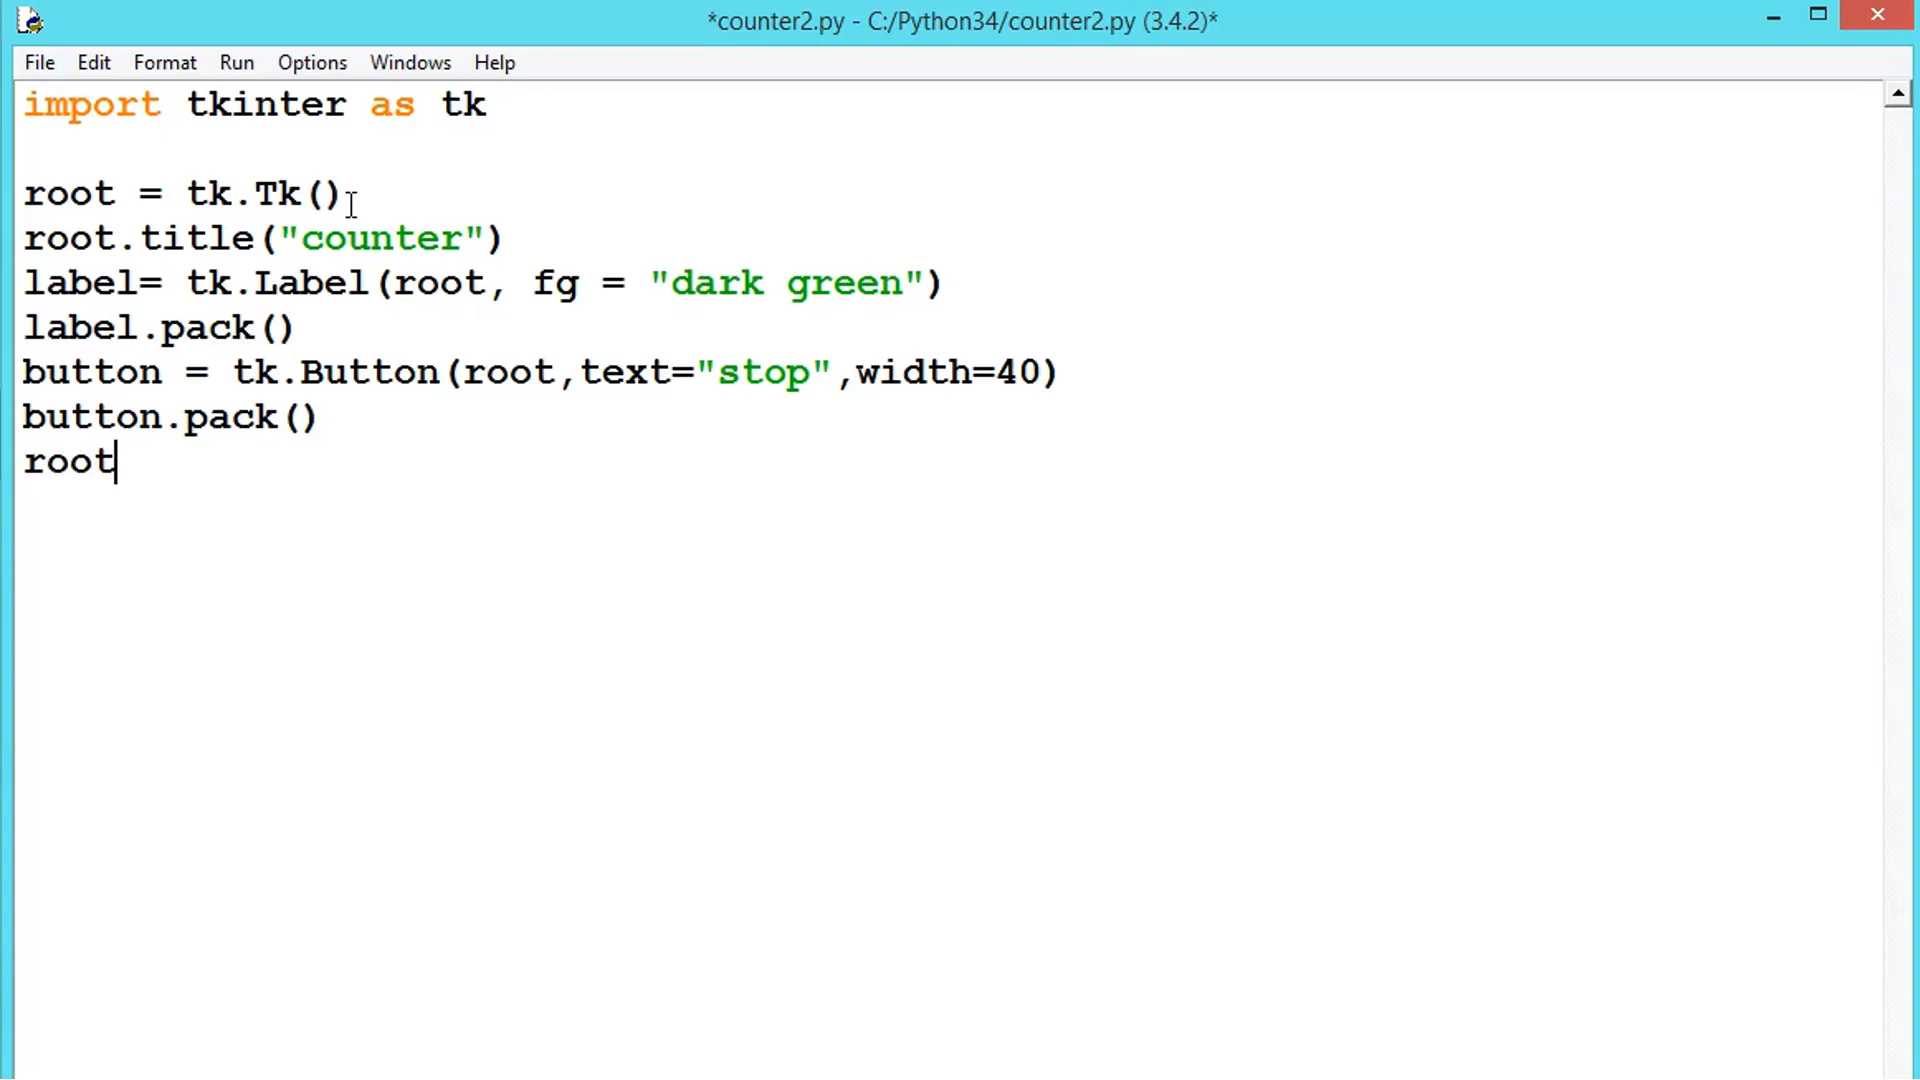 *counter2.py - C:/Python34/counter2.py (3.4.2)*
File Edit Format Run Options Windows Help
import tkinter as tk
root = tk.Tk()
root.title("counter")
label= tk.Label(root, fg = "dark green")
label.pack()
button = tk.Button(root,text="stop",width=40)
button.pack()
root